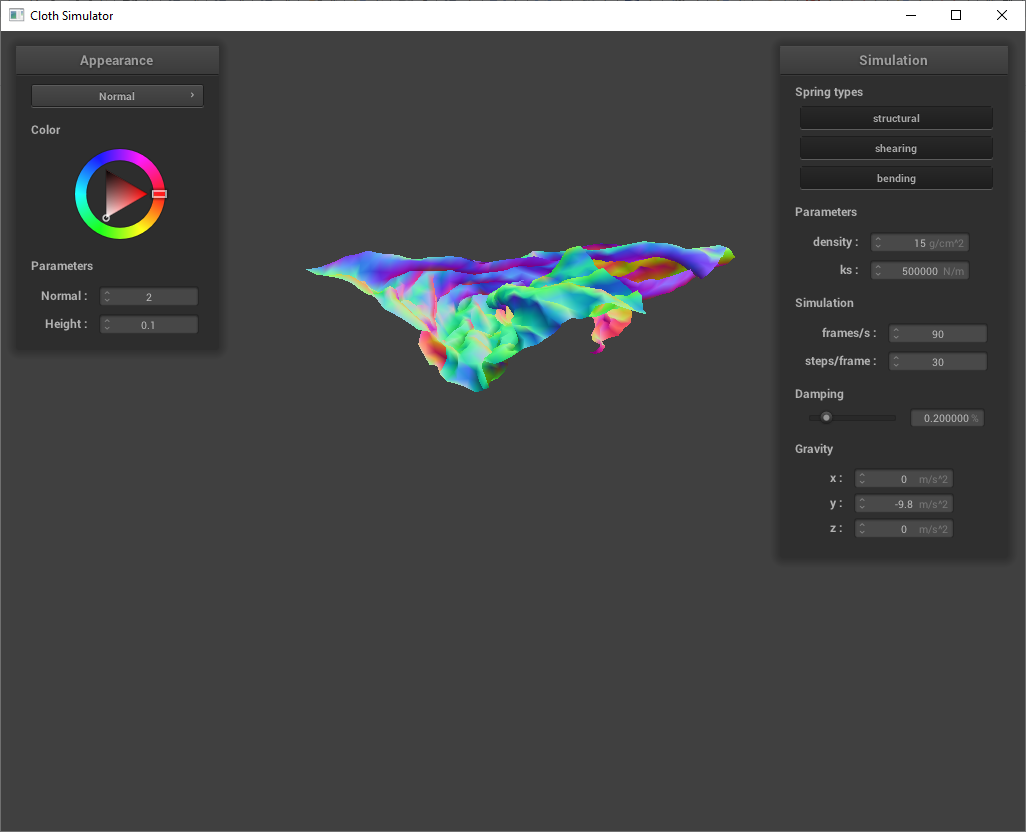 Cloth Simulator
Appearance
Normal
Color
Parameters
Normal : 2
Height : 0.1
Simulation
Spring types
structural
shearing
bending
Parameters
density : 15 g/cm^2
ks : 500000 N/m
Simulation
frames/s : 90
steps/frame : 30
Damping
0.200000 %
Gravity
x : 0 m/s^2
y : -9.8 m/s^2
z : 0 m/s^2